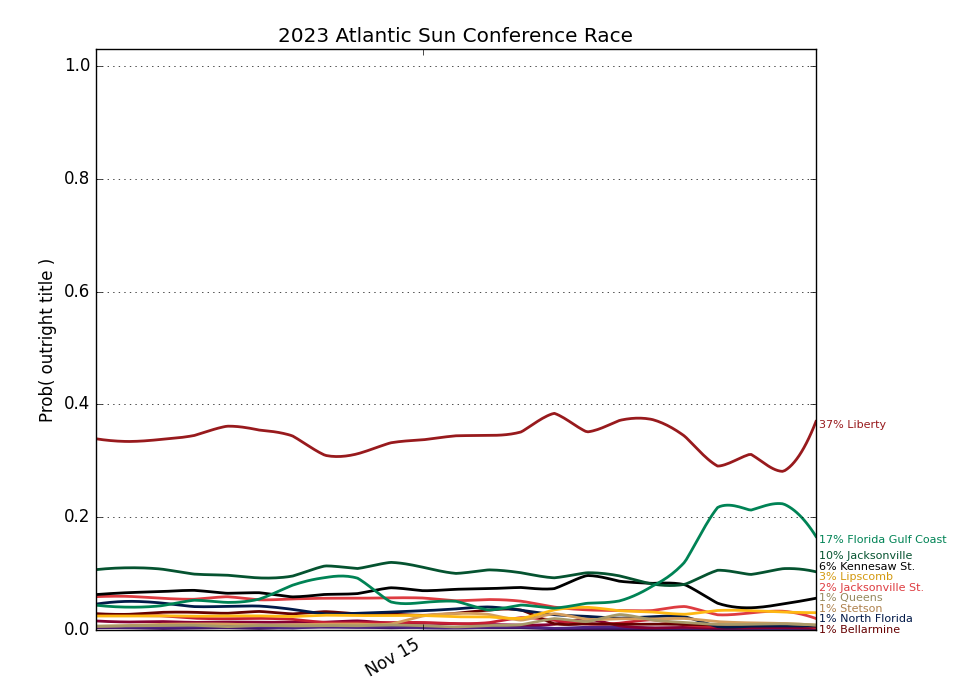 2023 Atlantic Sun Conference Race
Prob( outright title )
1.0
0.8
0.6
0.4
0.2
0.0
Nov 15
37% Liberty
17% Florida Gulf Coast
10% Jacksonville
6% Kennesaw St.
3% Lipscomb
2% Jacksonville St.
1% Queens
1% Stetson
1% North Florida
1% Bellarmine